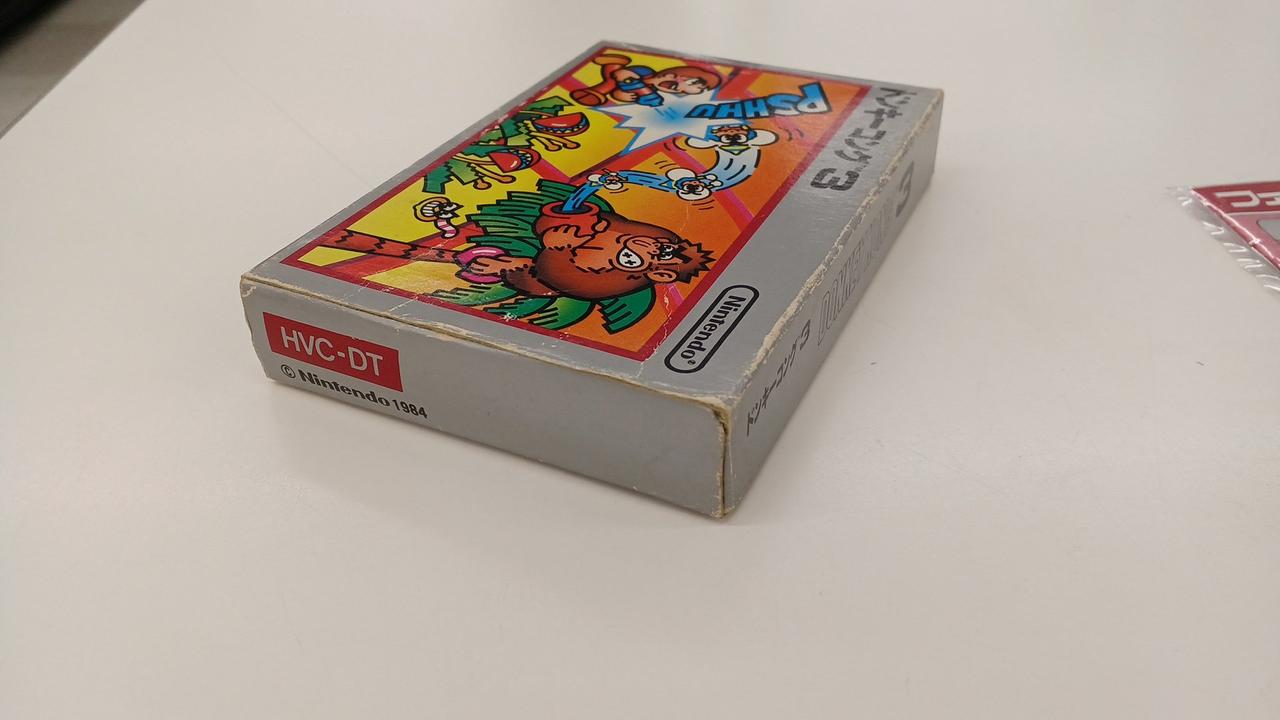 PSHHH
ドンキーコング3
Nintendo®
DONKEY KONG 3
ドンキーコング3
HVC-DT
© Nintendo 1984